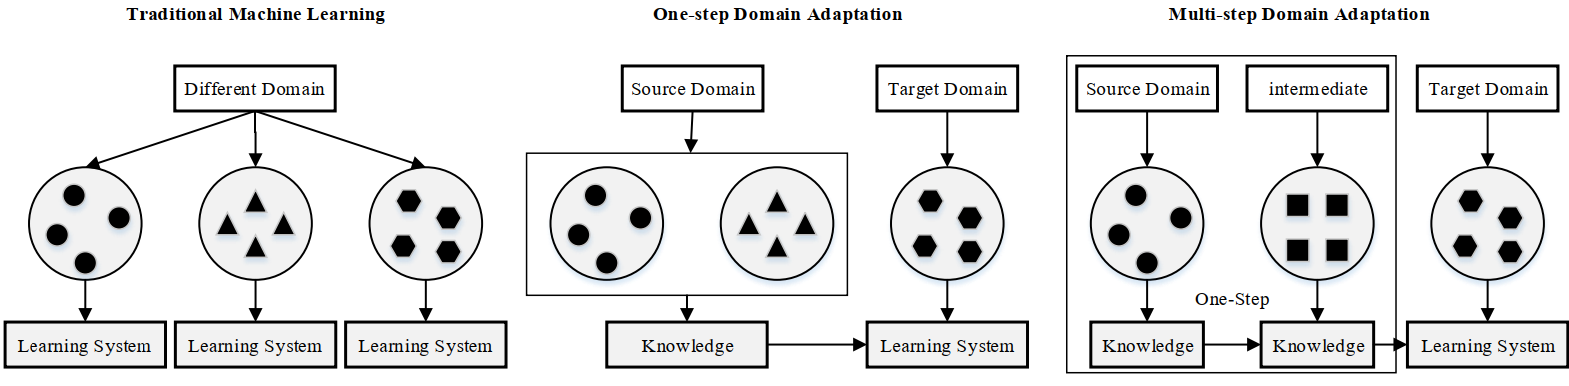 Traditional Machine Learning
One-step Domain Adaptation
Multi-step Domain Adaptation
Different Domain
Source Domain
Target Domain
Source Domain
intermediate
Target Domain
One-Step
Learning System
Learning System
Learning System
Knowledge
Learning System
Knowledge
Knowledge
Learning System